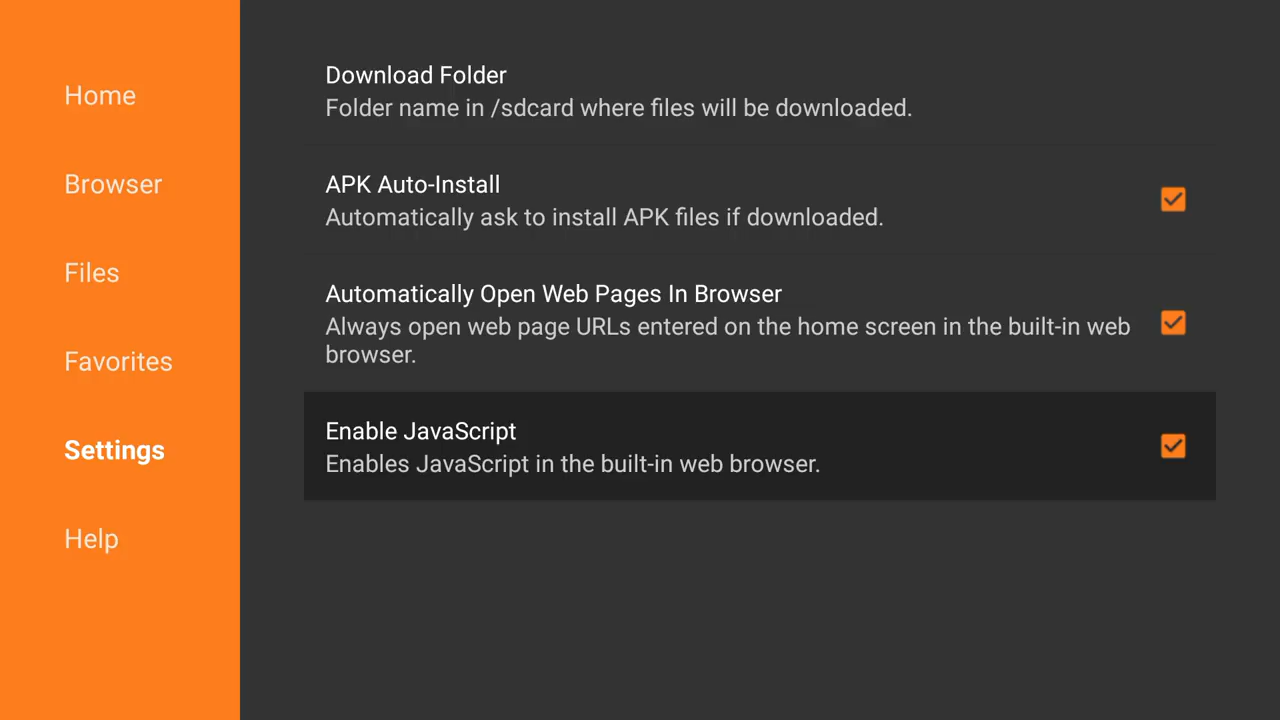 Home
Browser
Files
Favorites
Settings
Help
Download Folder
Folder name in /sdcard where files will be downloaded.
APK Auto-Install
Automatically ask to install APK files if downloaded.
Automatically Open Web Pages In Browser
Always open web page URLs entered on the home screen in the built-in web
browser.
Enable JavaScript
Enables JavaScript in the built-in web browser.